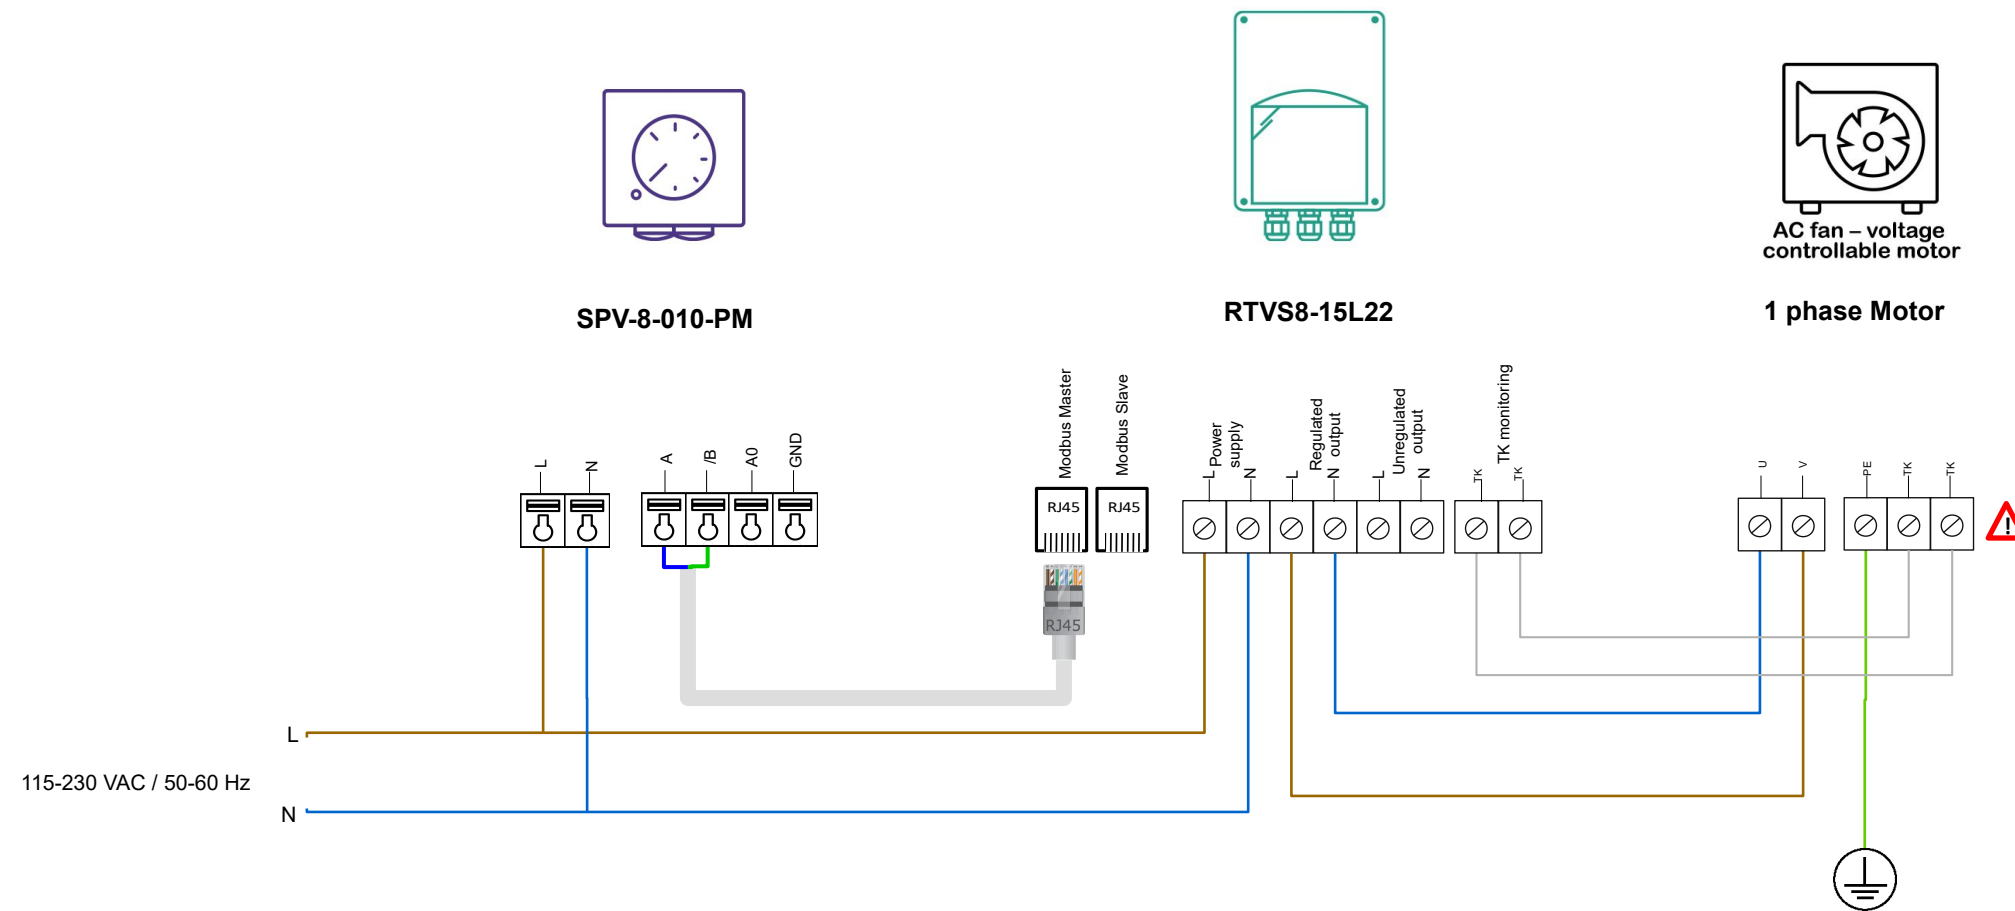 AC fan – voltage
controllable motor
SPV-8-010-PM
RTVS8-15L22
1 phase Motor
Modbus Master
Modbus Slave
Power
supply
Regulated
output
Unregulated
output
TK monitoring
L
N
A
/B
A0
GND
L
N
L
N
L
N
TK
TK
U
V
PE
TK
TK
RJ45
RJ45
!
RJ45
L
115-230 VAC / 50-60 Hz
N